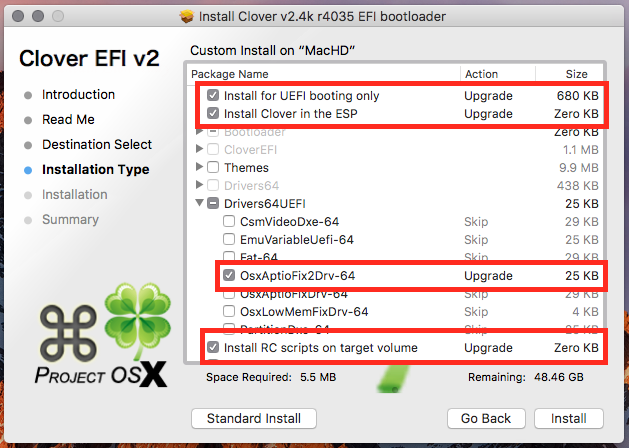 Install Clover v2.4k r4035 EFI bootloader
Clover EFI v2
Custom Install on “MacHD”
Introduction
Read Me
Destination Select
Installation Type
Installation
Summary
Package Name Action Size
Install for UEFI booting only Upgrade 680 KB
Install Clover in the ESP Upgrade Zero KB
Bootloader Zero KB
CloverEFI 1.1 MB
Themes 9.9 MB
Drivers64 438 KB
Drivers64UEFI 25 KB
CsmVideoDxe-64 Skip 29 KB
EmuVariableUefi-64 Skip 29 KB
Fat-64 Skip 29 KB
OsxAptioFix2Drv-64 Upgrade 25 KB
OsxAptioFixDrv-64 Skip 29 KB
OsxLowMemFixDrv-64 Skip 4 KB
PartitionDxe-64 Skip 25 KB
Install RC scripts on target volume Upgrade Zero KB
Space Required: 5.5 MB Remaining: 48.46 GB
PROJECT OSX
Standard Install Go Back Install